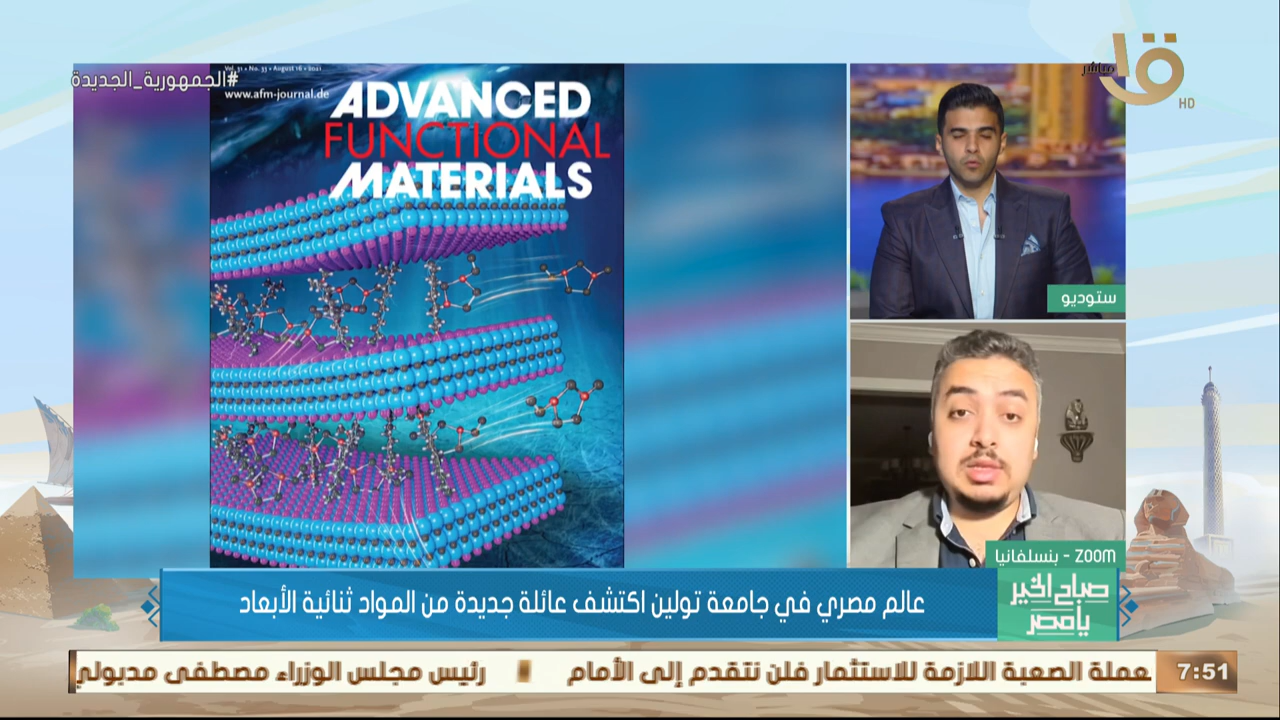 #الجمهورية_الجديدة
مباشر
HD
Vol. 31 • No. 33 • August 16 • 2021
www.afm-journal.de
ADVANCED
FUNCTIONAL
MATERIALS
ستوديو
ZOOM - بنسلفانيا
صباح الخير
يا مصر
عالم مصري في جامعة تولين اكتشف عائلة جديدة من المواد ثنائية الأبعاد
7:51
عملة الصعبة اللازمة للاستثمار فلن نتقدم إلى الأمام
رئيس مجلس الوزراء مصطفى مدبولي